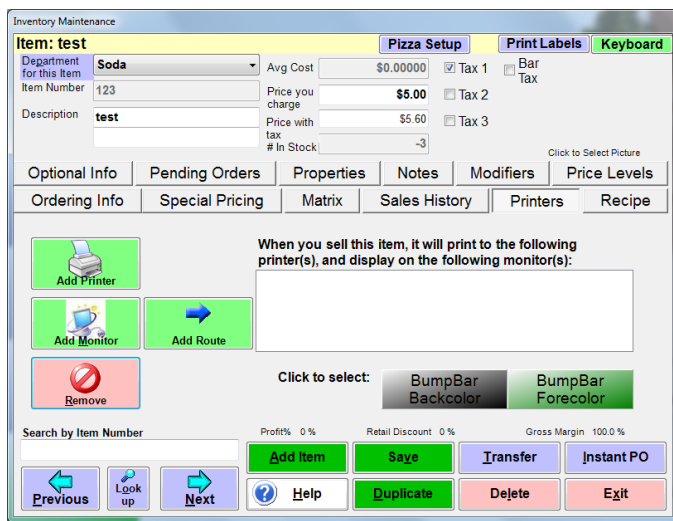 Inventory Maintenance
Item: test
Pizza Setup
Print Labels
Keyboard
Department for this Item
Soda
Avg Cost
$0.00000
Tax 1
Bar Tax
Item Number
123
Price you charge
$5.00
Tax 2
Description
test
Price with tax
$5.60
Tax 3
# In Stock
-3
Click to Select Picture
Optional Info
Pending Orders
Properties
Notes
Modifiers
Price Levels
Ordering Info
Special Pricing
Matrix
Sales History
Printers
Recipe
Add Printer
When you sell this item, it will print to the following
printer(s), and display on the following monitor(s):
Add Monitor
Add Route
Remove
Click to select:
BumpBar Backcolor
BumpBar Forecolor
Search by Item Number
Profit% 0 %
Retail Discount 0 %
Gross Margin 100.0 %
Add Item
Save
Transfer
Instant PO
Previous
Look up
Next
Help
Duplicate
Delete
Exit